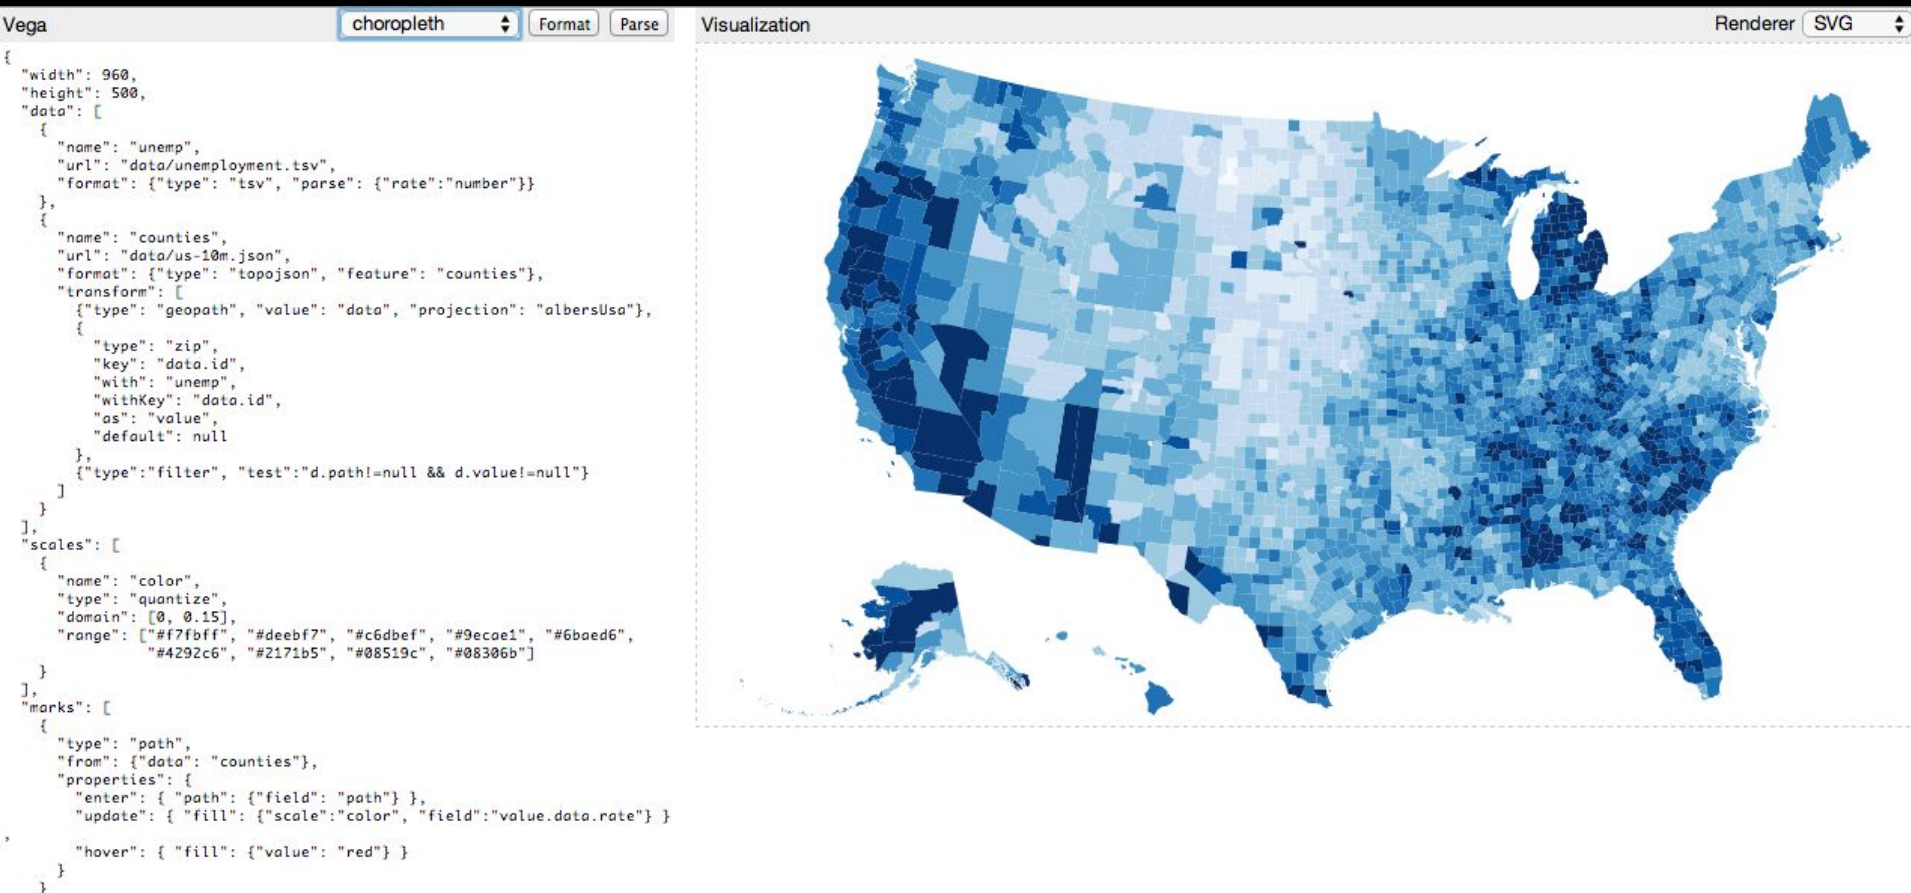 Vega choropleth Format Parse
{
  "width": 960,
  "height": 500,
  "data": [
    {
      "name": "unemp",
      "url": "data/unemployment.tsv",
      "format": {"type": "tsv", "parse": {"rate":"number"}}
    },
    {
      "name": "counties",
      "url": "data/us-10m.json",
      "format": {"type": "topojson", "feature": "counties"},
      "transform": [
        {"type": "geopath", "value": "data", "projection": "albersUsa"},
        {
          "type": "zip",
          "key": "data.id",
          "with": "unemp",
          "withKey": "data.id",
          "as": "value",
          "default": null
        },
        {"type":"filter", "test":"d.path!=null && d.value!=null"}
      ]
    }
  ],
  "scales": [
    {
      "name": "color",
      "type": "quantize",
      "domain": [0, 0.15],
      "range": ["#f7fbff", "#deebf7", "#c6dbef", "#9ecae1", "#6baed6",
                "#4292c6", "#2171b5", "#08519c", "#08306b"]
    }
  ],
  "marks": [
    {
      "type": "path",
      "from": {"data": "counties"},
      "properties": {
        "enter": { "path": {"field": "path"} },
        "update": { "fill": {"scale":"color", "field":"value.data.rate"} }
,
        "hover": { "fill": {"value": "red"} }
      }
    }
Visualization Renderer SVG